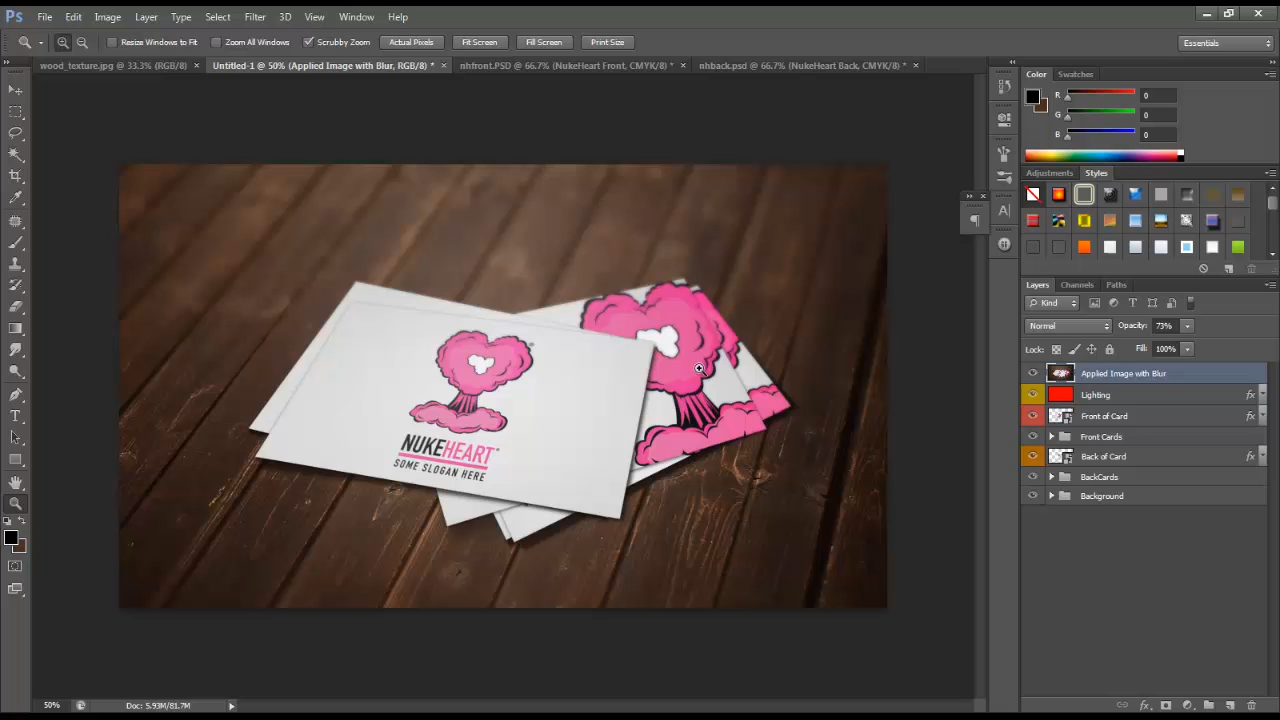 Ps File Edit Image Layer Type Select Filter 3D View Window Help
Resize Windows to Fit Zoom All Windows Scrubby Zoom Actual Pixels Fit Screen Fill Screen Print Size Essentials
wood_texture.jpg @ 33.3% (RGB/8) × Untitled-1 @ 50% (Applied Image with Blur, RGB/8) * × nhfront.PSD @ 66.7% (NukeHeart Front, CMYK/8) * × nhback.psd @ 66.7% (NukeHeart Back, CMYK/8) * ×
Color Swatches
R 0
G 0
B 0
Adjustments Styles
NUKEHEART
SOME SLOGAN HERE
Layers Channels Paths
Kind
Normal Opacity: 73%
Lock: Fill: 100%
Applied Image with Blur
Lighting fx
Front of Card
Front Cards
Back of Card fx
BackCards
Background
50% Doc: 5.93M/81.7M